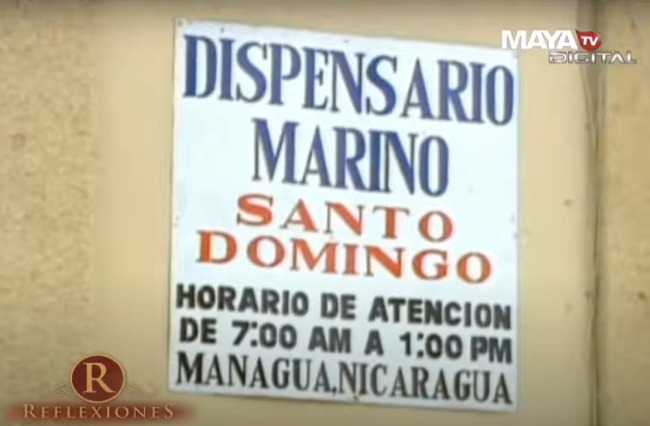 MAYA TV
DIGITAL
DISPENSARIO
MARINO
SANTO
DOMINGO
HORARIO DE ATENCION
DE 7:00 AM A 1:00 PM
MANAGUA,NICARAGUA
R
REFLEXIONES